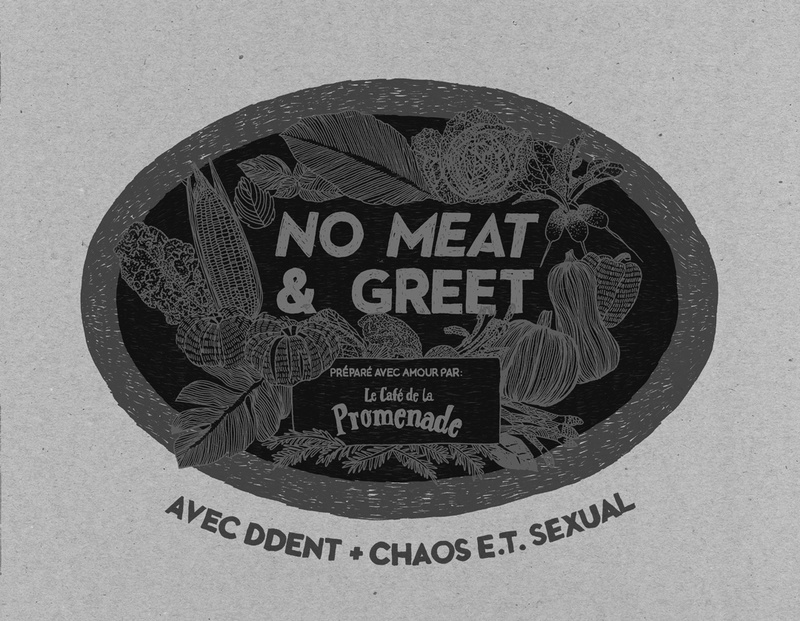 NO MEAT
& GREET
PRÉPARÉ AVEC AMOUR PAR:
Le Café de la
Promenade
AVEC DDENT + CHAOS E.T. SEXUAL